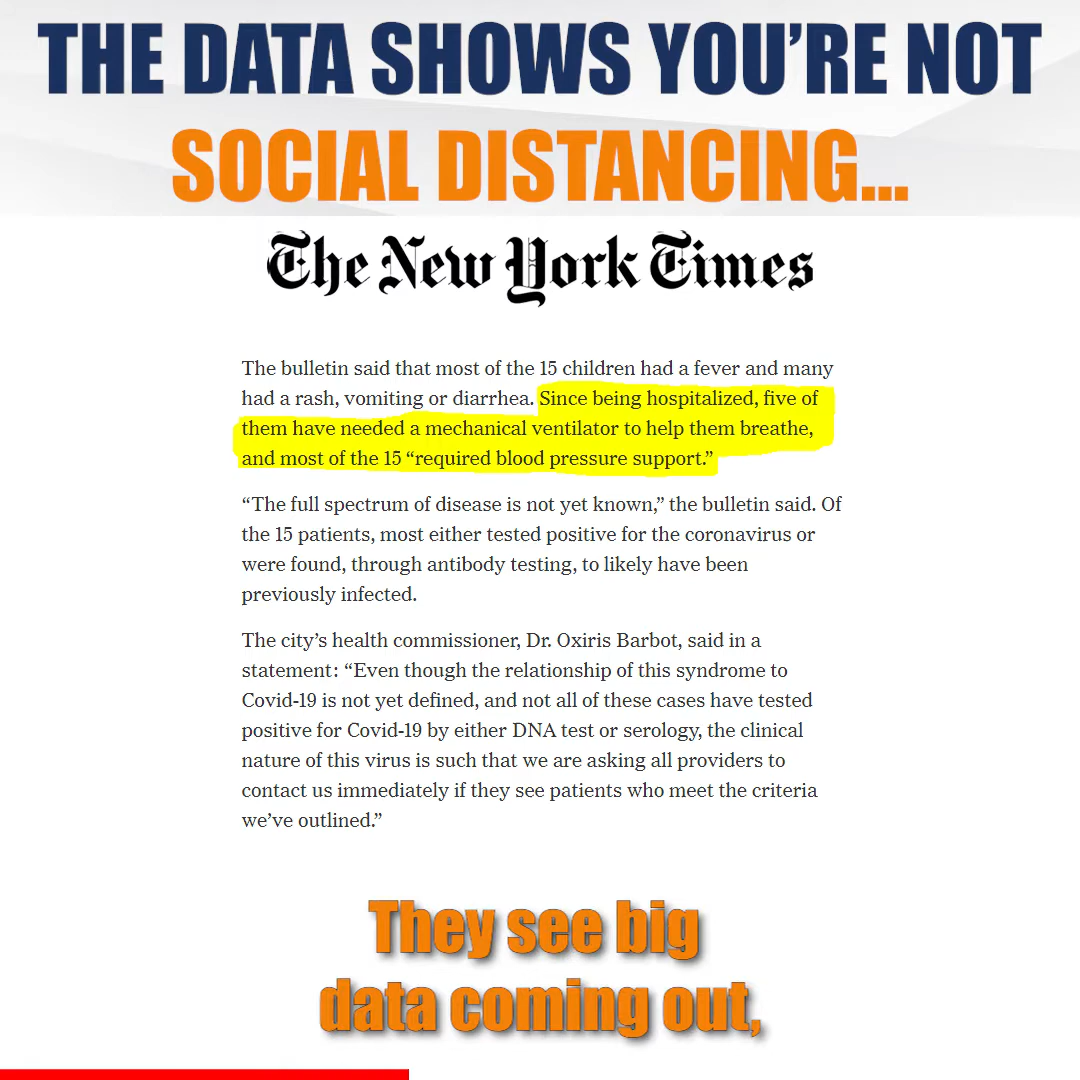 THE DATA SHOWS YOU’RE NOT
SOCIAL DISTANCING...
The New York Times
The bulletin said that most of the 15 children had a fever and many
had a rash, vomiting or diarrhea. Since being hospitalized, five of
them have needed a mechanical ventilator to help them breathe,
and most of the 15 “required blood pressure support.”
“The full spectrum of disease is not yet known,” the bulletin said. Of
the 15 patients, most either tested positive for the coronavirus or
were found, through antibody testing, to likely have been
previously infected.
The city’s health commissioner, Dr. Oxiris Barbot, said in a
statement: “Even though the relationship of this syndrome to
Covid-19 is not yet defined, and not all of these cases have tested
positive for Covid-19 by either DNA test or serology, the clinical
nature of this virus is such that we are asking all providers to
contact us immediately if they see patients who meet the criteria
we’ve outlined.”
They see big
data coming out,